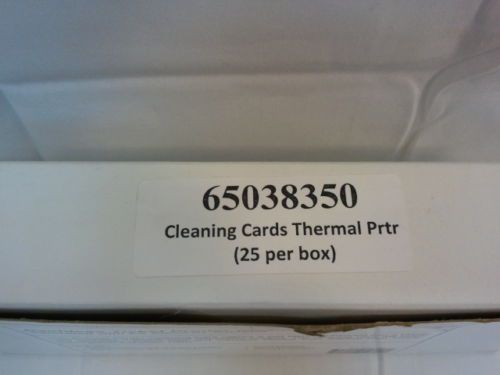 65038350
Cleaning Cards Thermal Prtr
(25 per box)